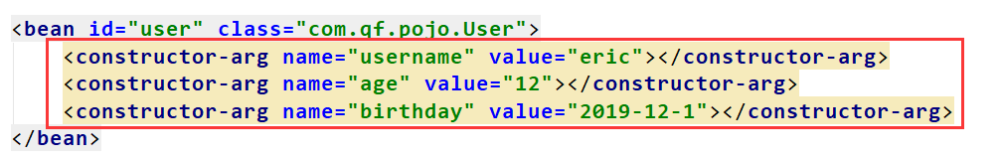 <bean id="user" class="com.qf.pojo.User">
<constructor-arg name="username" value="eric"></constructor-arg>
<constructor-arg name="age" value="12"></constructor-arg>
<constructor-arg name="birthday" value="2019-12-1"></constructor-arg>
</bean>